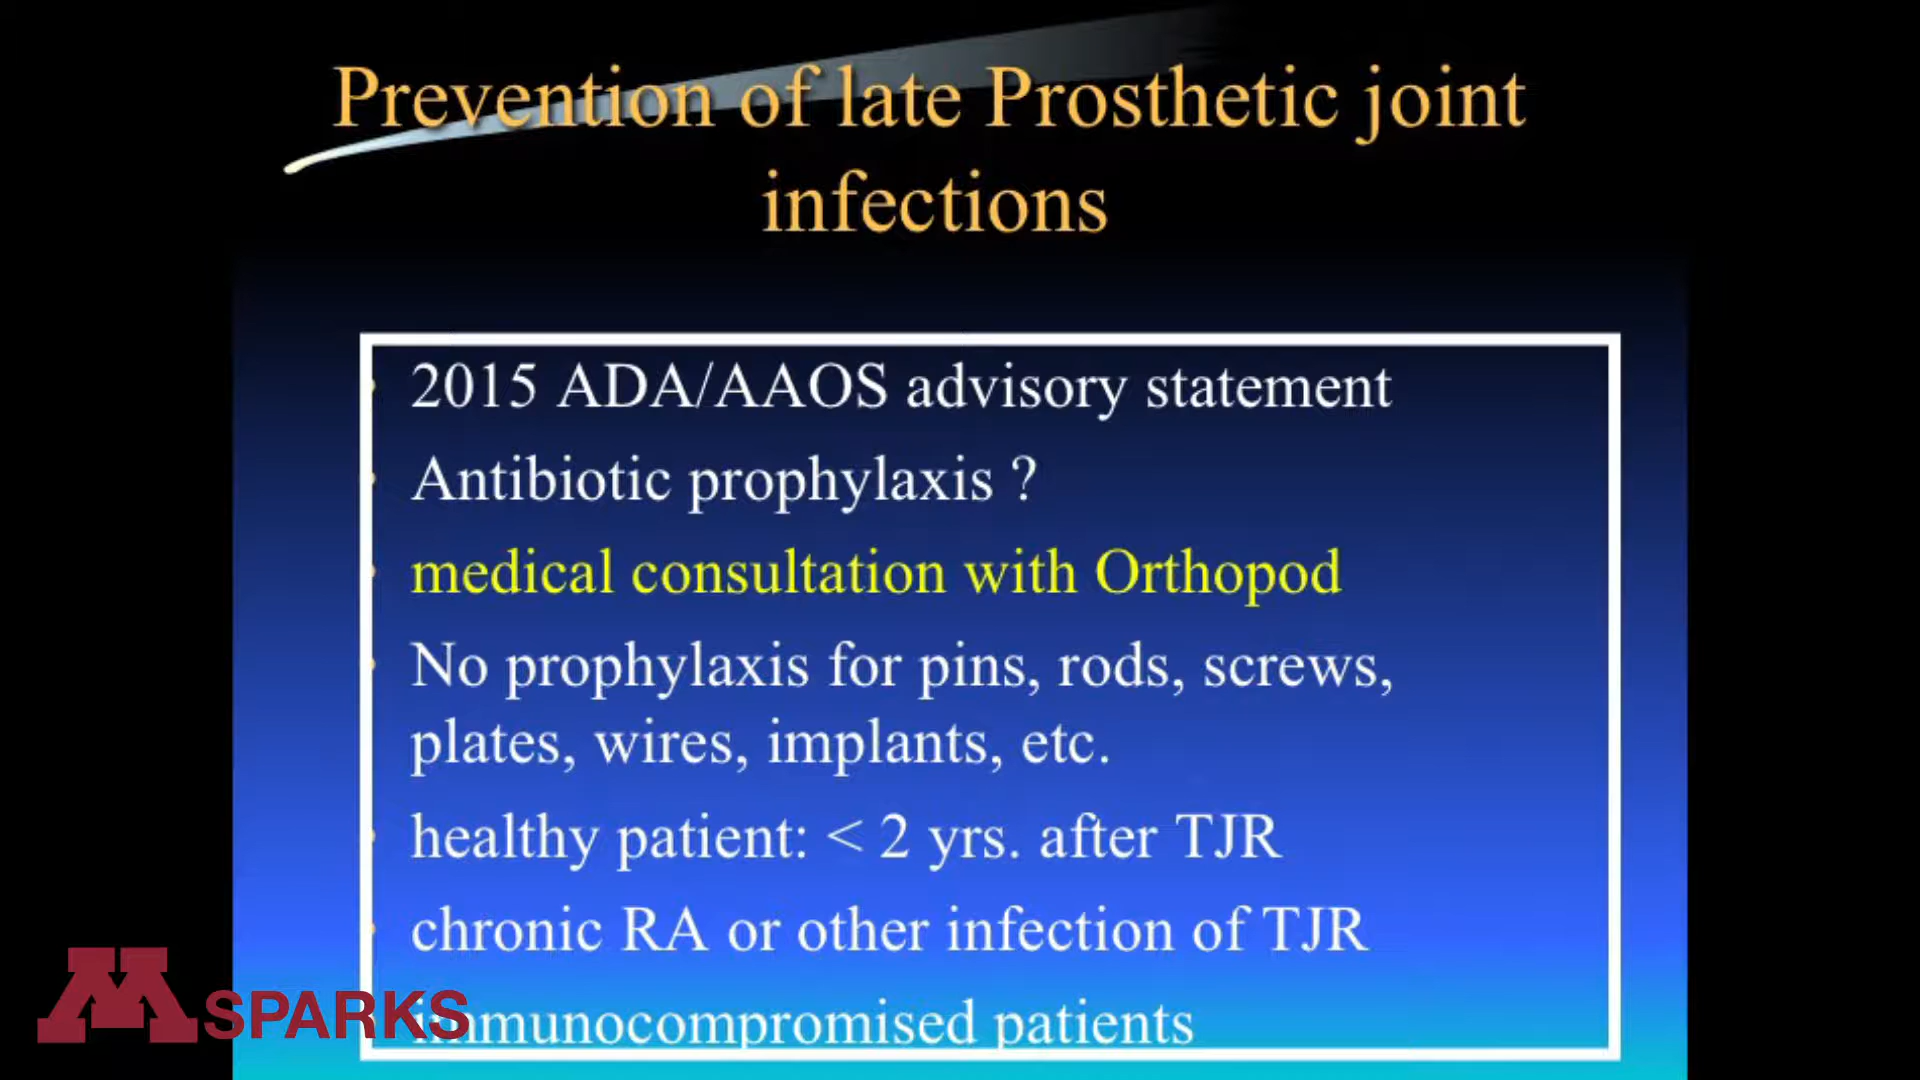 Prevention of late Prosthetic joint
infections
2015 ADA/AAOS advisory statement
Antibiotic prophylaxis ?
medical consultation with Orthopod
No prophylaxis for pins, rods, screws,
plates, wires, implants, etc.
healthy patient: < 2 yrs. after TJR
chronic RA or other infection of TJR
immunocompromised patients
M SPARKS